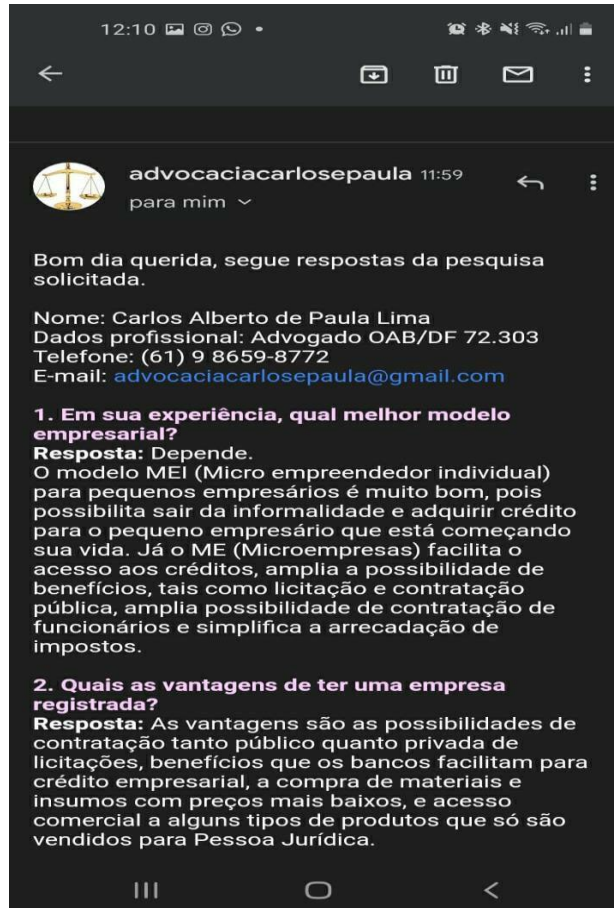 12:10
advocaciacarlosepaula 11:59
para mim
Bom dia querida, segue respostas da pesquisa
solicitada.
Nome: Carlos Alberto de Paula Lima
Dados profissional: Advogado OAB/DF 72.303
Telefone: (61) 9 8659-8772
E-mail: advocaciacarlosepaula@gmail.com
1. Em sua experiência, qual melhor modelo
empresarial?
Resposta: Depende.
O modelo MEI (Micro empreendedor individual)
para pequenos empresários é muito bom, pois
possibilita sair da informalidade e adquirir crédito
para o pequeno empresário que está começando
sua vida. Já o ME (Microempresas) facilita o
acesso aos créditos, amplia a possibilidade de
benefícios, tais como licitação e contratação
pública, amplia possibilidade de contratação de
funcionários e simplifica a arrecadação de
impostos.
2. Quais as vantagens de ter uma empresa
registrada?
Resposta: As vantagens são as possibilidades de
contratação tanto público quanto privada de
licitações, benefícios que os bancos facilitam para
crédito empresarial, a compra de materiais e
insumos com preços mais baixos, e acesso
comercial a alguns tipos de produtos que só são
vendidos para Pessoa Jurídica.